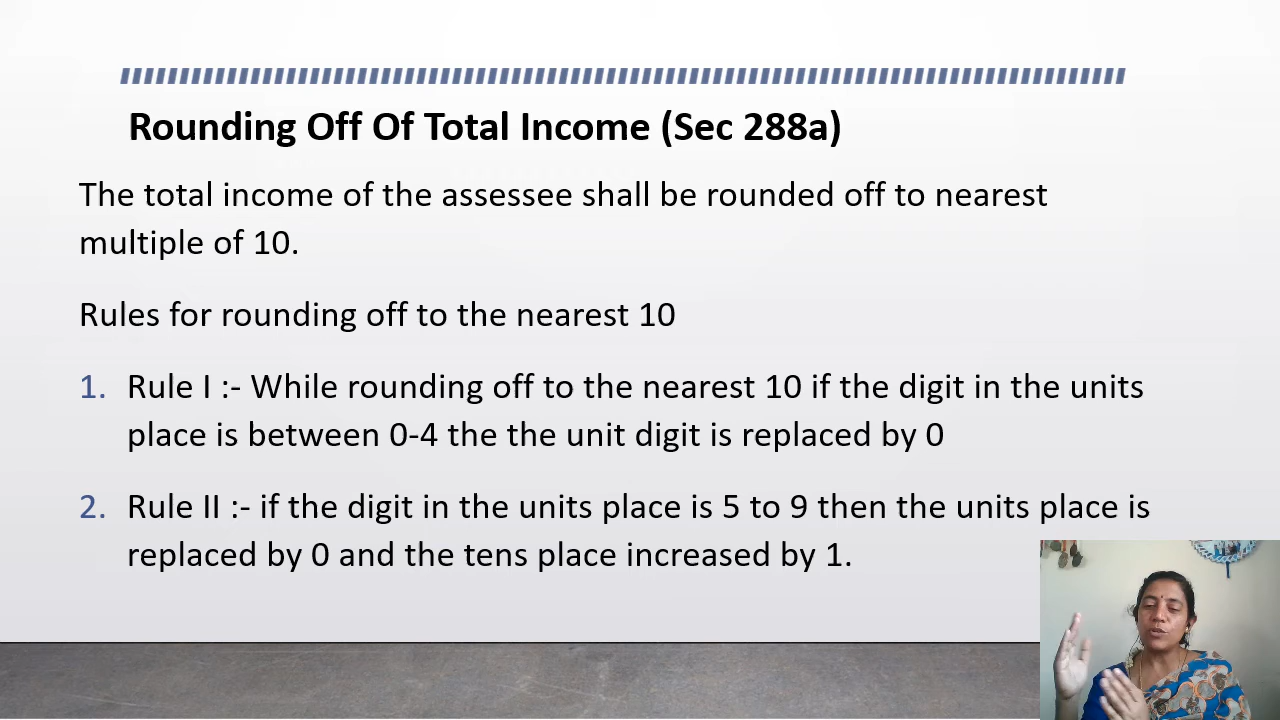 Rounding Off Of Total Income (Sec 288a)
The total income of the assessee shall be rounded off to nearest
multiple of 10.
Rules for rounding off to the nearest 10
1. Rule I :- While rounding off to the nearest 10 if the digit in the units
place is between 0-4 the the unit digit is replaced by 0
2. Rule II :- if the digit in the units place is 5 to 9 then the units place is
replaced by 0 and the tens place increased by 1.